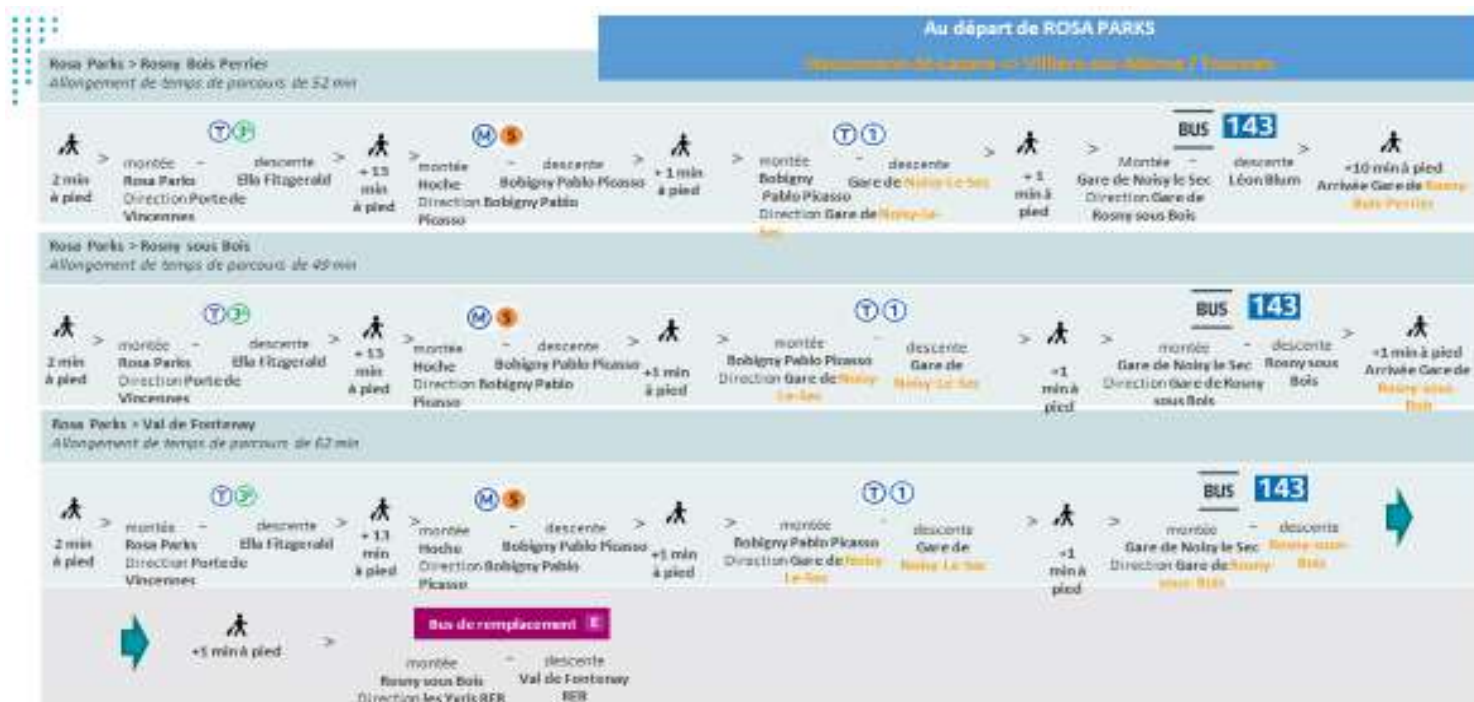 Au départ de ROSA PARKS
Villiers-sur-Marne / Tournan
Rosa Parks > Rosny Bois Perrier
Allongement de temps de parcours de 52 min
2 min
à pied
>
T 3b
montée - descente
Rosa Parks Ella Fitzgerald
Direction Porte de
Vincennes
>
+ 13
min
à pied
>
M 5
montée - descente
Hoche Bobigny Pablo Picasso
Direction Bobigny Pablo
Picasso
>
+ 1 min
à pied
>
T 1
montée - descente
Bobigny Gare de Noisy-Le-Sec
Pablo Picasso
Direction Gare de Noisy-Le-
Sec
>
+ 1
min à
pied
>
BUS 143
Montée - descente
Gare de Noisy le Sec Léon Blum
Direction Gare de
Rosny sous Bois
>
+10 min à pied
Arrivée Gare de Rosny
Bois-Perrier
Rosa Parks > Rosny sous Bois
Allongement de temps de parcours de 49 min
2 min
à pied
>
T 3b
montée - descente
Rosa Parks Ella Fitzgerald
Direction Porte de
Vincennes
>
+ 13
min
à pied
>
M 5
montée - descente
Hoche Bobigny Pablo Picasso
Direction Bobigny Pablo
Picasso
>
+1 min
à pied
>
T 1
montée - descente
Bobigny Pablo Picasso Gare de
Direction Gare de Noisy- Noisy-Le-Sec
Le-Sec
>
+1
min à
pied
>
BUS 143
montée - descente
Gare de Noisy le Sec Rosny sous
Direction Gare de Rosny Bois
sous Bois
>
+1 min à pied
Arrivée Gare de
Rosny-sous-
Bois
Rosa Parks > Val de Fontenay
Allongement de temps de parcours de 62 min
2 min
à pied
>
T 3b
montée - descente
Rosa Parks Ella Fitzgerald
Direction Porte de
Vincennes
>
+ 13
min
à pied
>
M 5
montée - descente
Hoche Bobigny Pablo Picasso
Direction Bobigny Pablo
Picasso
>
+1 min
à pied
>
T 1
montée - descente
Bobigny Pablo Picasso Gare de
Direction Gare de Noisy- Noisy-Le-Sec
Le-Sec
>
+1
min à
pied
>
BUS 143
montée - descente
Gare de Noisy le Sec Rosny-sous-
Direction Gare de Rosny Bois
sous-Bois
+1 min à pied
>
Bus de remplacement E
montée - descente
Rosny sous Bois Val de Fontenay
Direction les Yvris RER RER